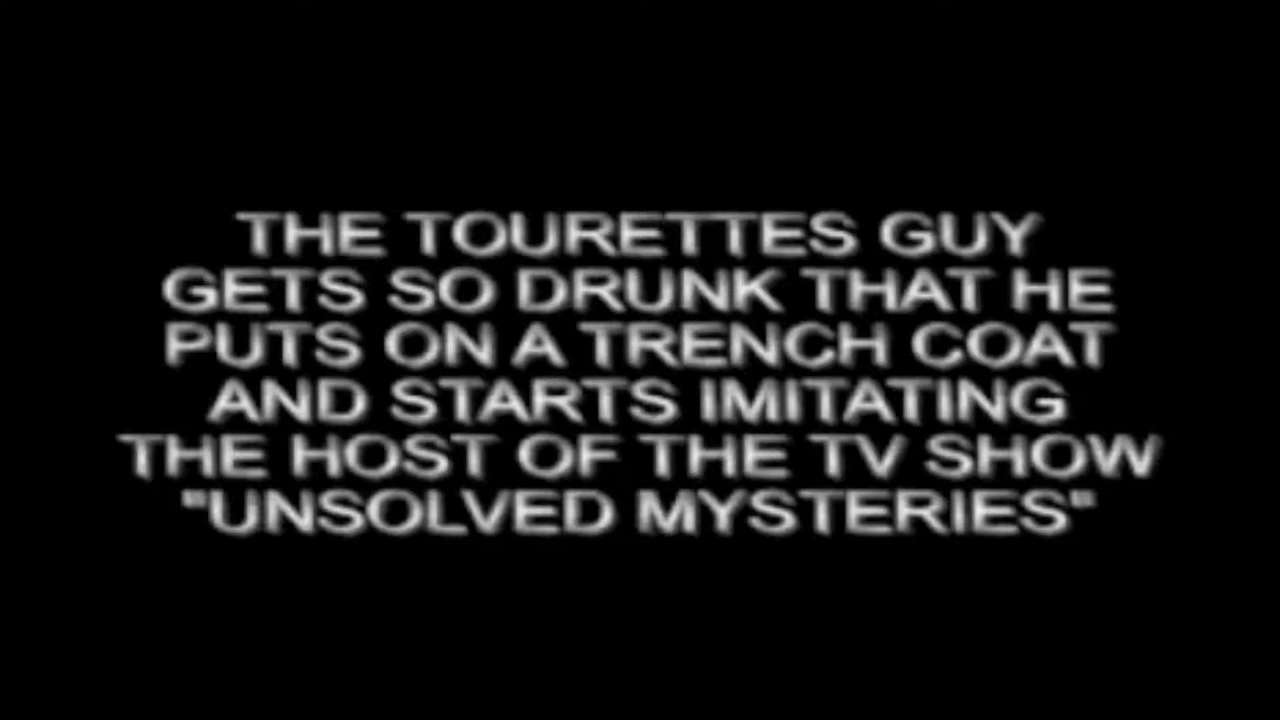 THE TOURETTES GUY
GETS SO DRUNK THAT HE
PUTS ON A TRENCH COAT
AND STARTS IMITATING
THE HOST OF THE TV SHOW
"UNSOLVED MYSTERIES"